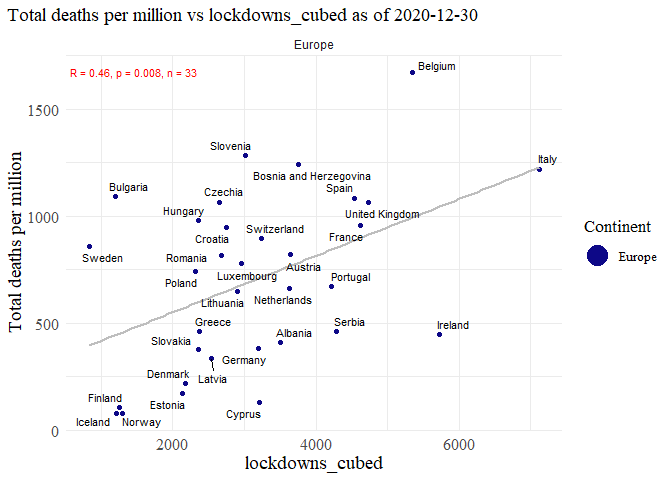 Total deaths per million vs lockdowns_cubed as of 2020-12-30
Europe
R = 0.46, p = 0.008, n = 33
Belgium
1500
Slovenia
Italy
Bosnia and Herzegovina
Bulgaria
Czechia
Spain
Hungary
United Kingdom
1000
Switzerland
Croatia
France
Sweden
Romania
Austria
Luxembourg
Poland
Portugal
Lithuania
Netherlands
500
Greece
Serbia
Ireland
Albania
Slovakia
Germany
Latvia
Denmark
Estonia
Finland
Cyprus
Iceland
Norway
0
2000
4000
6000
lockdowns_cubed
Total deaths per million
Continent
Europe